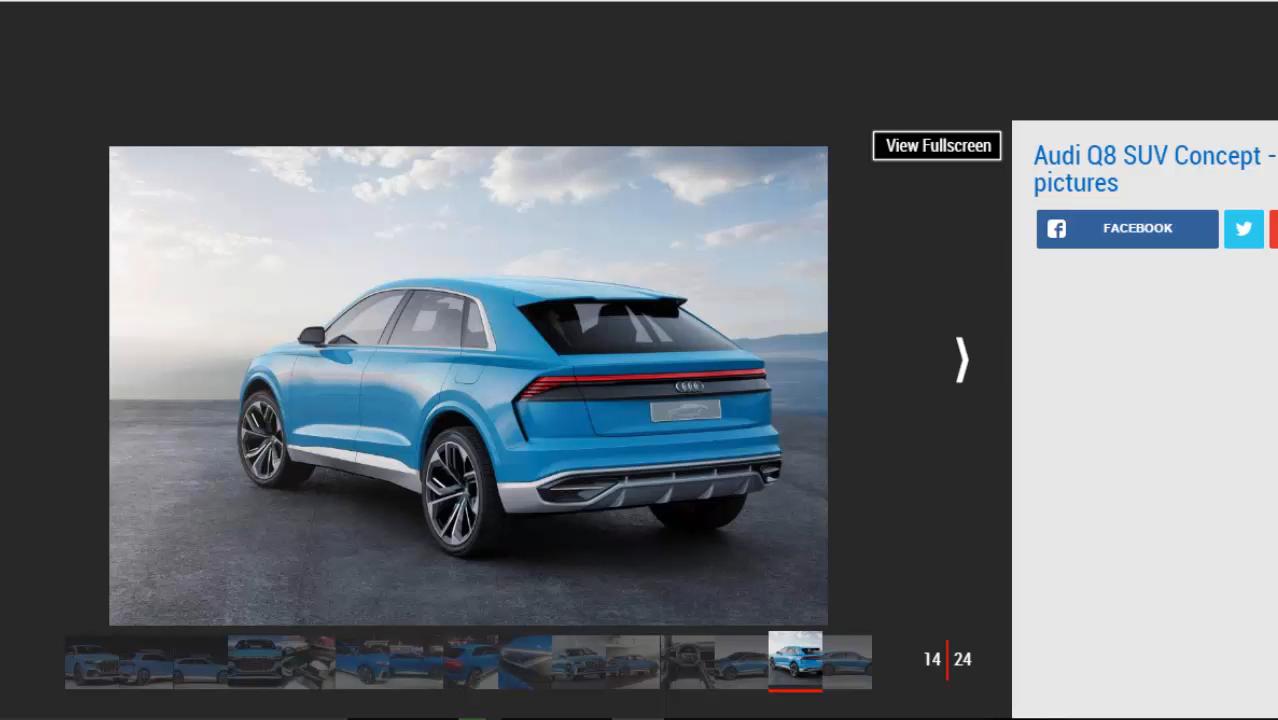 View Fullscreen
Audi Q8 SUV Concept -
pictures
FACEBOOK
14 24